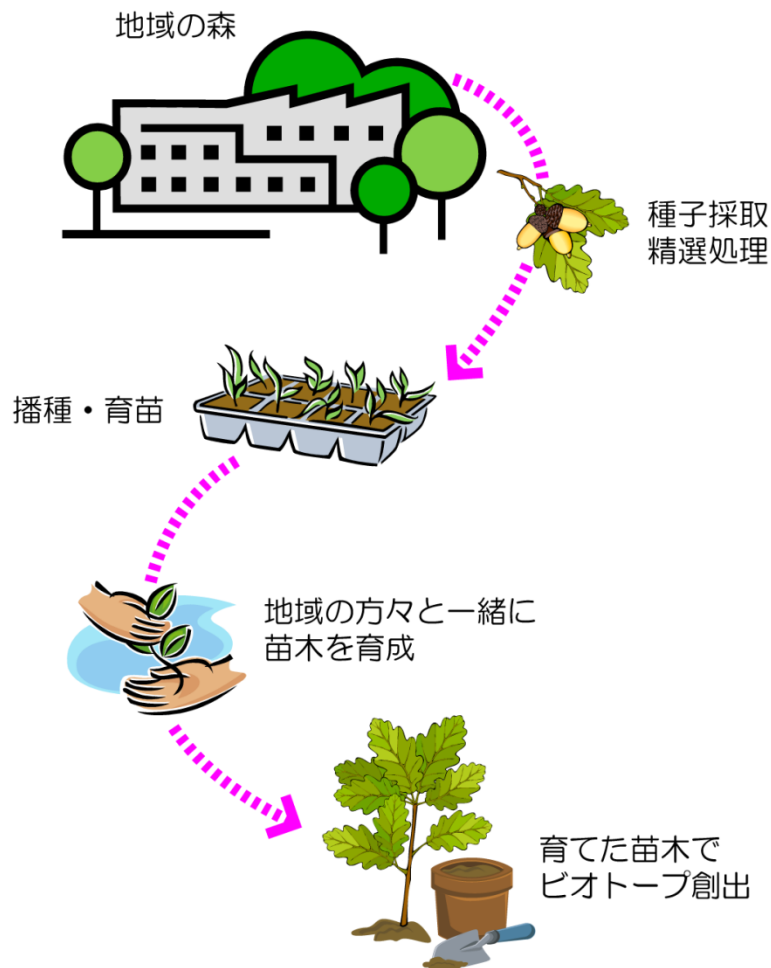 地域の森
種子採取
精選処理
播種・育苗
地域の方々と一緒に
苗木を育成
育てた苗木で
ビオトープ創出